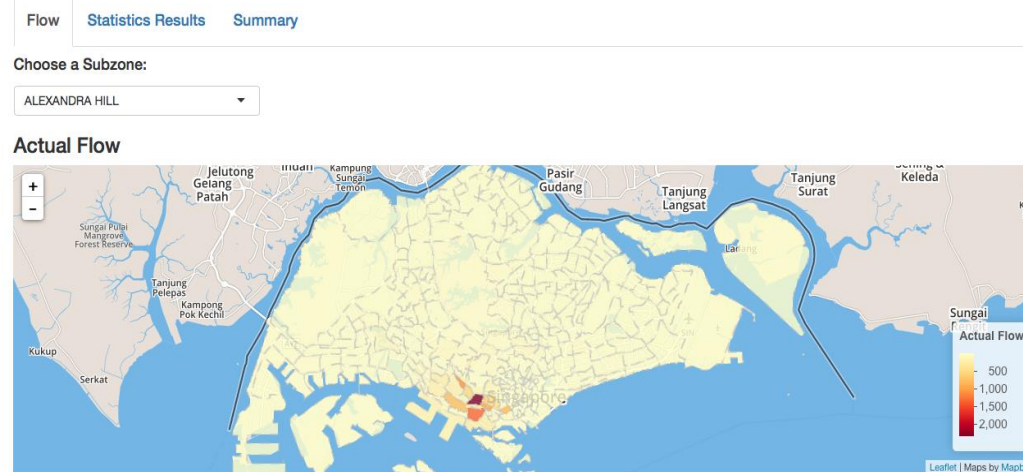 Flow Statistics Results Summary
Choose a Subzone:
ALEXANDRA HILL
Actual Flow
+
-
Jelutong
Gelang
Patah
Kampung
Sungai
Temon
Pasir
Gudang
Tanjung
Langsat
Tanjung
Surat
Keleda
Sungai Pulai
Mangrove
Forest Reserve
Tanjung
Pelepas
Kampong
Pok Kechil
Kukup
Serkat
SIN
Singapore
Sungai
Rengit
Actual Flow
500
1,000
1,500
2,000
Leaflet | Maps by